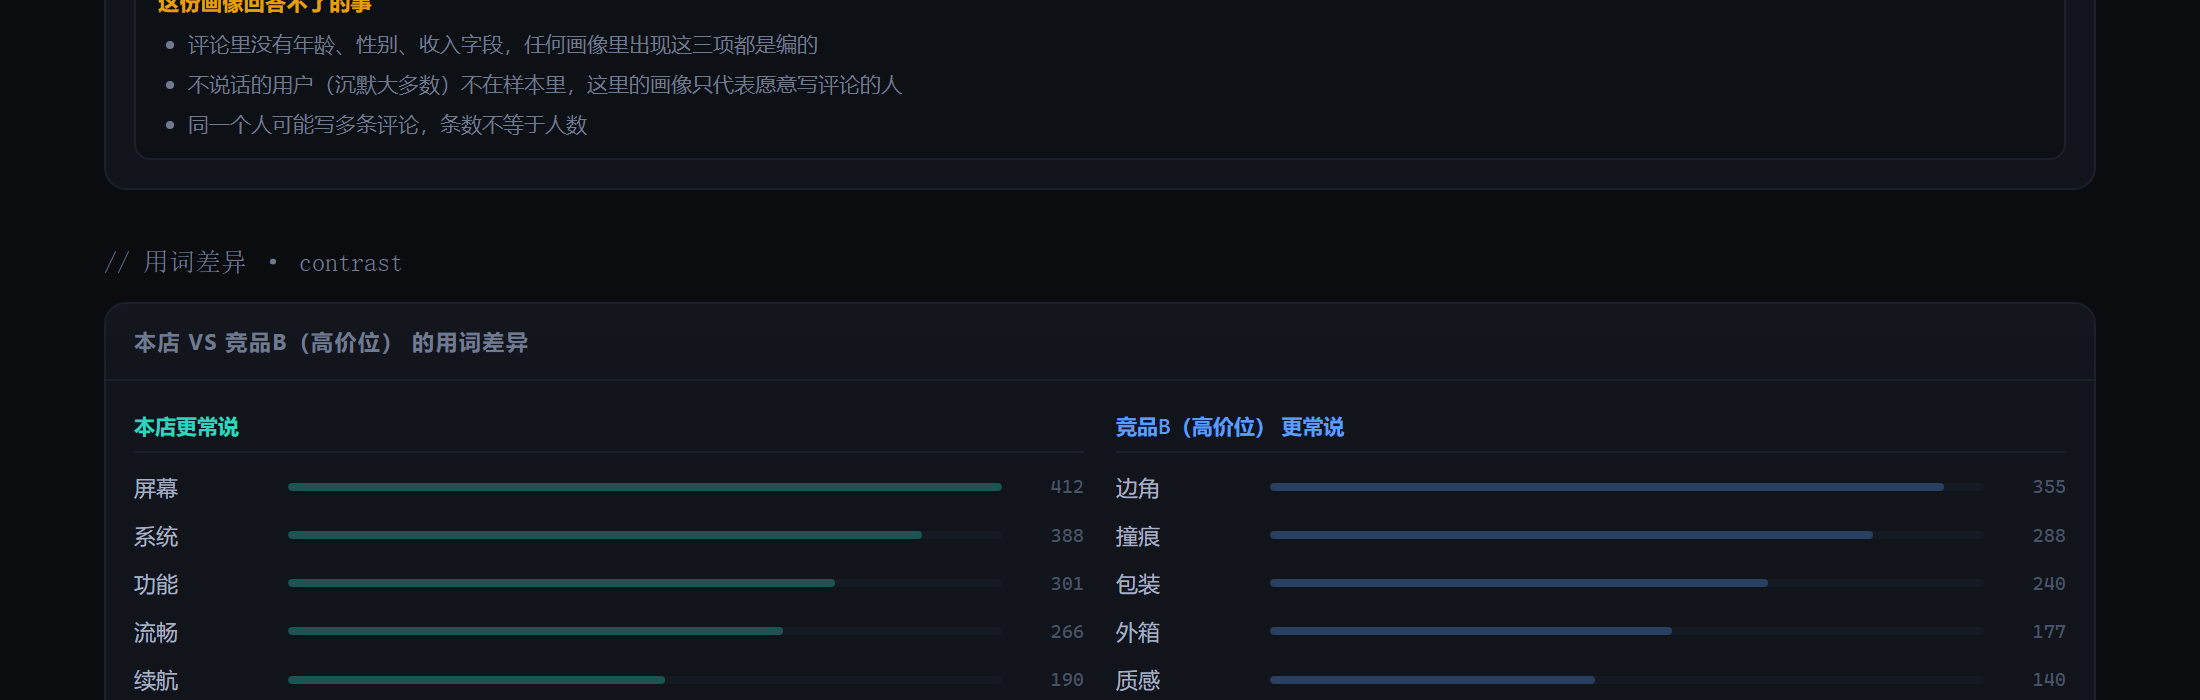 这份画像回答不了的事
评论里没有年龄、性别、收入字段，任何画像里出现这三项都是编的
不说话的用户（沉默大多数）不在样本里，这里的画像只代表愿意写评论的人
同一个人可能写多条评论，条数不等于人数
// 用词差异 · contrast
本店 VS 竞品B（高价位） 的用词差异
本店更常说
屏幕 412
系统 388
功能 301
流畅 266
续航 190
竞品B（高价位） 更常说
边角 355
撞痕 288
包装 240
外箱 177
质感 140